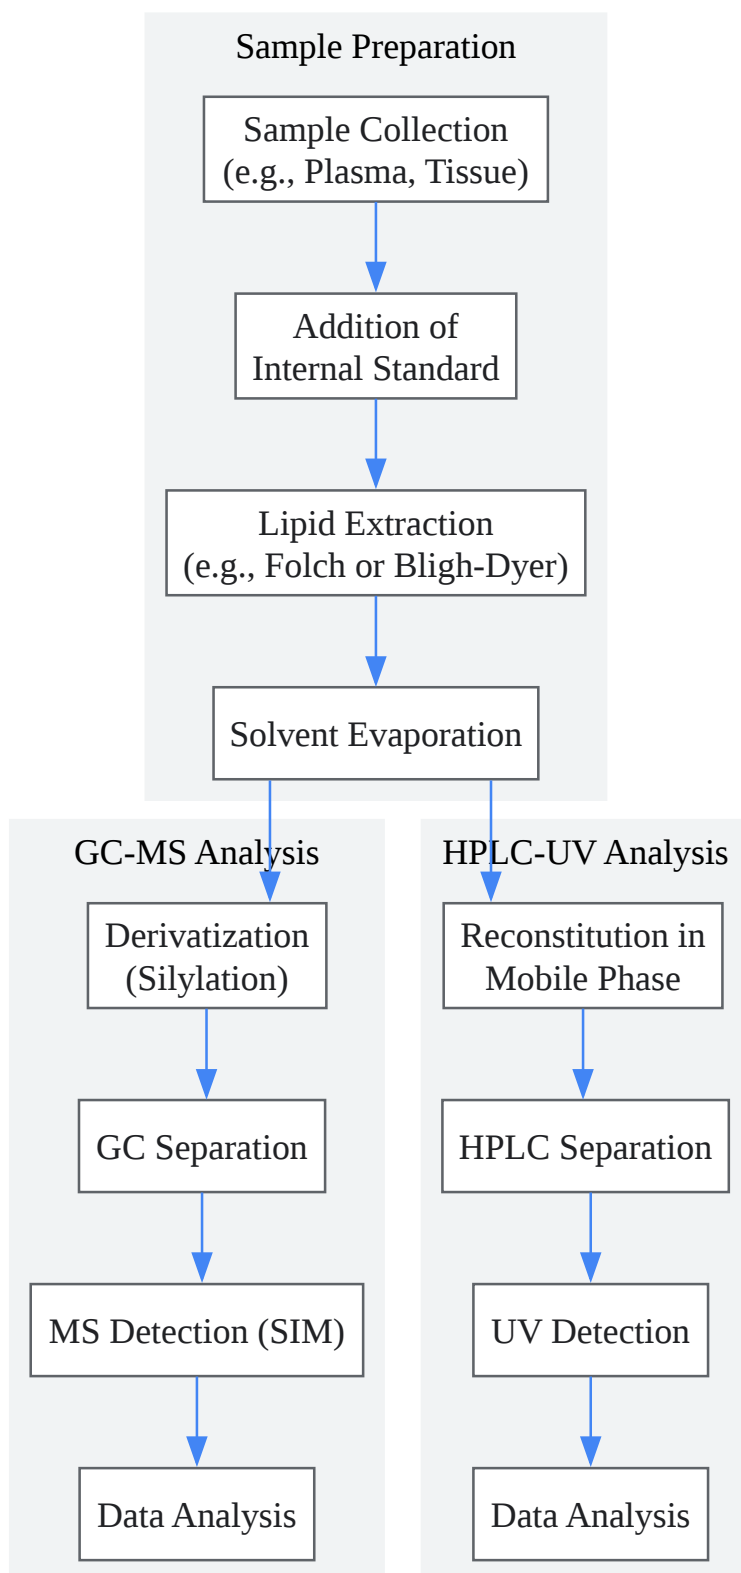 Sample Preparation
Sample Collection
(e.g., Plasma, Tissue)
Addition of
Internal Standard
Lipid Extraction
(e.g., Folch or Bligh-Dyer)
Solvent Evaporation
GC-MS Analysis
Derivatization
(Silylation)
GC Separation
MS Detection (SIM)
Data Analysis
HPLC-UV Analysis
Reconstitution in
Mobile Phase
HPLC Separation
UV Detection
Data Analysis